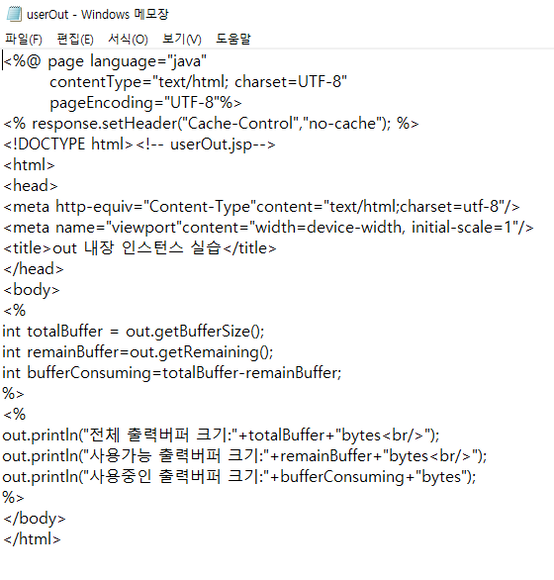 userOut - Windows 메모장
파일(F) 편집(E) 서식(O) 보기(V) 도움말
<%@ page language="java"
contentType="text/html; charset=UTF-8"
pageEncoding="UTF-8"%>
<% response.setHeader("Cache-Control","no-cache"); %>
<!DOCTYPE html><!-- userOut.jsp-->
<html>
<head>
<meta http-equiv="Content-Type"content="text/html;charset=utf-8"/>
<meta name="viewport"content="width=device-width, initial-scale=1"/>
<title>out 내장 인스턴스 실습</title>
</head>
<body>
<%
int totalBuffer = out.getBufferSize();
int remainBuffer=out.getRemaining();
int bufferConsuming=totalBuffer-remainBuffer;
%>
<%
out.println("전체 출력버퍼 크기:"+totalBuffer+"bytes<br/>");
out.println("사용가능 출력버퍼 크기:"+remainBuffer+"bytes<br/>");
out.println("사용중인 출력버퍼 크기:"+bufferConsuming+"bytes");
%>
</body>
</html>